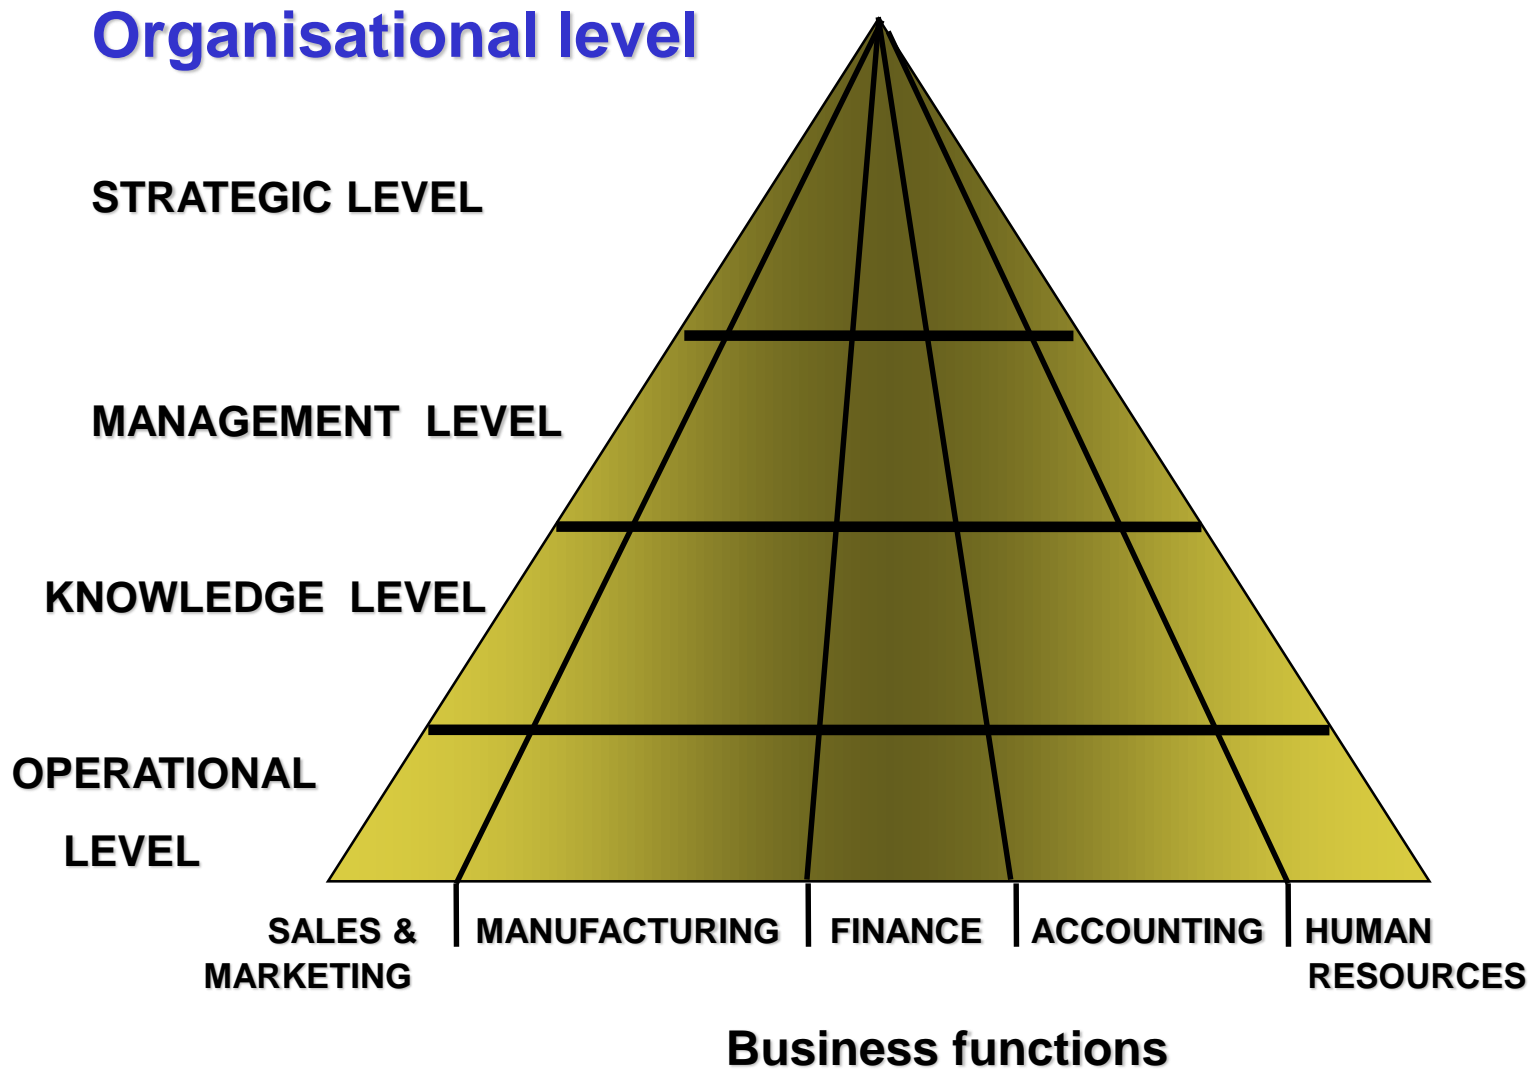 Organisational level
STRATEGIC LEVEL
MANAGEMENT LEVEL
KNOWLEDGE LEVEL
OPERATIONAL
LEVEL
SALES & MANUFACTURING FINANCE ACCOUNTING HUMAN
MARKETING RESOURCES
Business functions